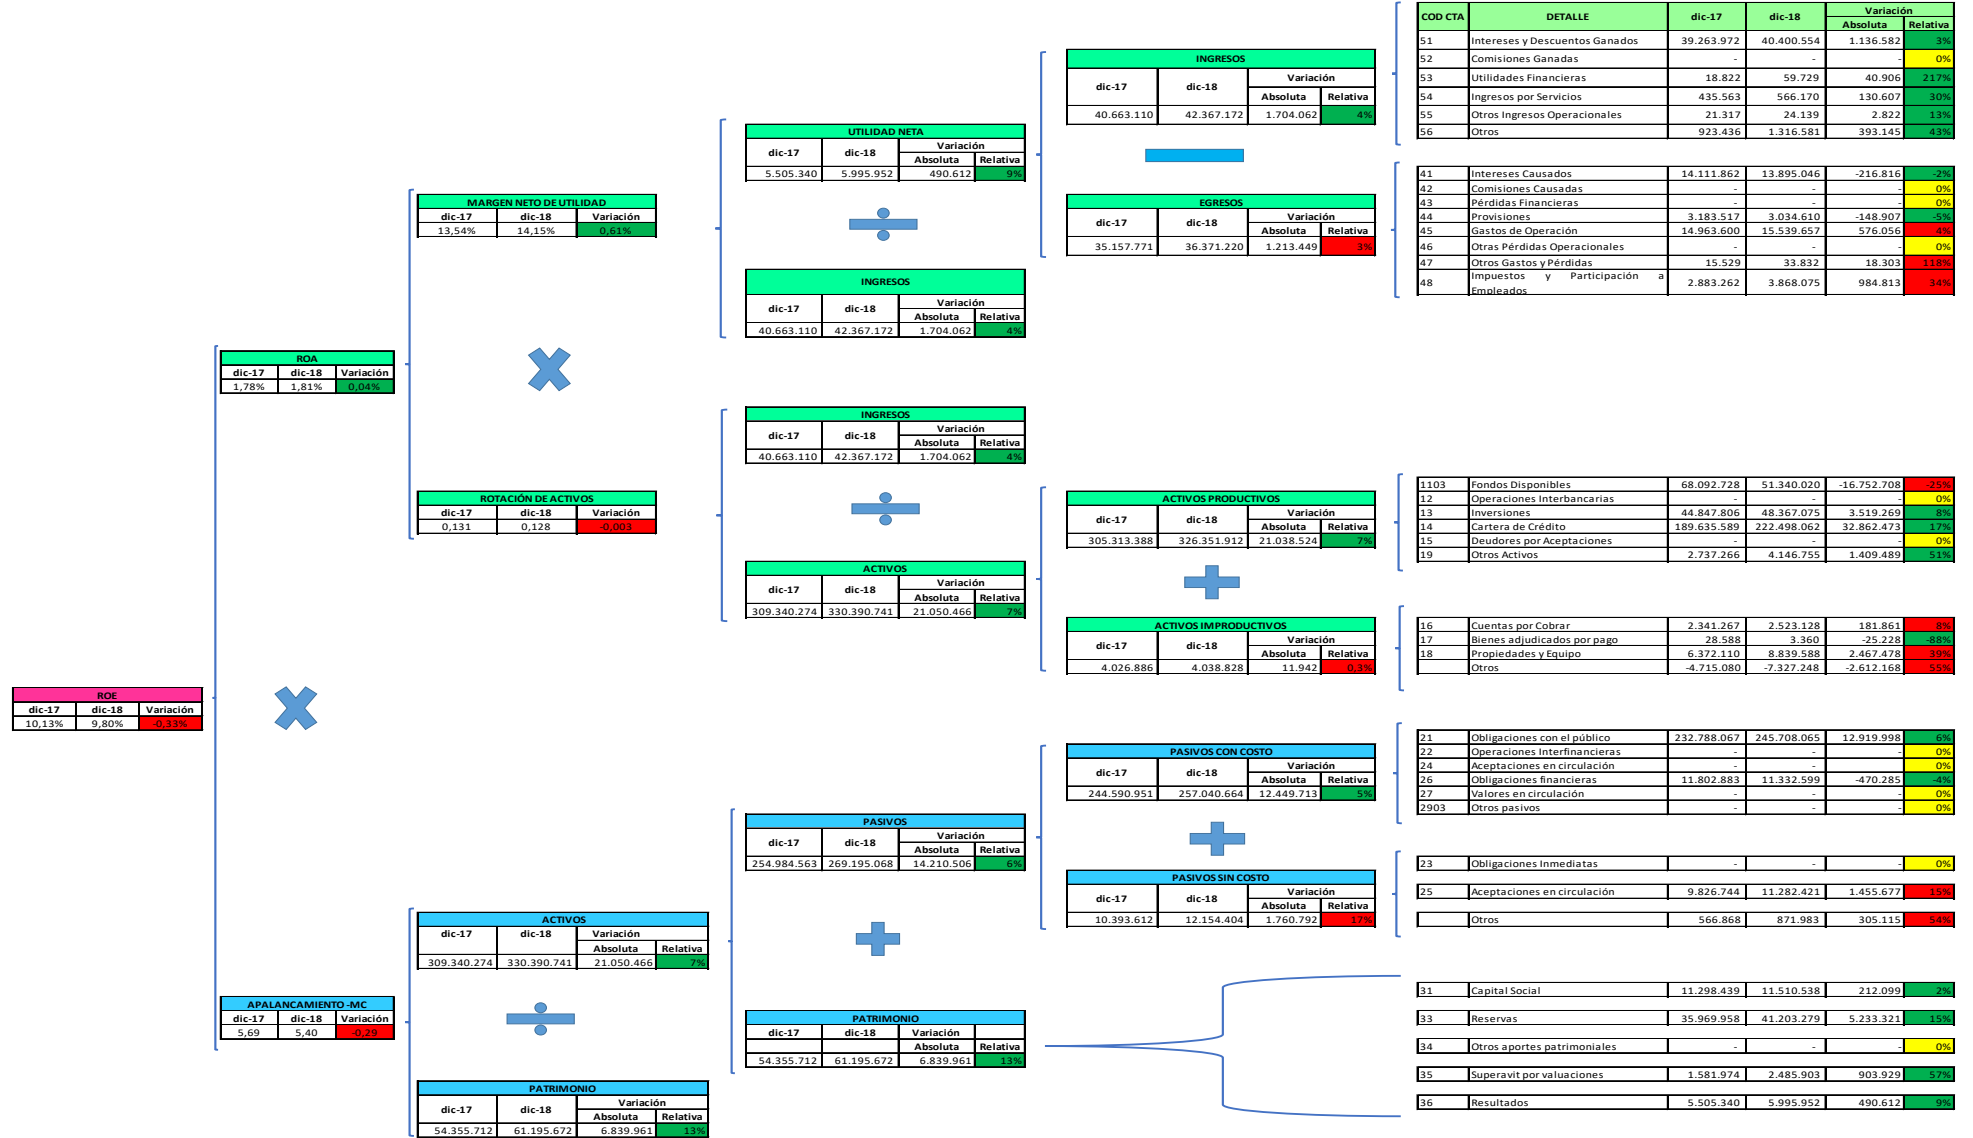 ROE
dic-17 dic-18 Variación
10,13% 9,80% -0,33%
ROA
dic-17 dic-18 Variación
1,78% 1,81% 0,04%
APALANCAMIENTO -MC
dic-17 dic-18 Variación
5,69 5,40 -0,29
MARGEN NETO DE UTILIDAD
dic-17 dic-18 Variación
13,54% 14,15% 0,61%
ROTACIÓN DE ACTIVOS
dic-17 dic-18 Variación
0,131 0,128 -0,003
ACTIVOS
dic-17 dic-18 Variación
Absoluta Relativa
309.340.274 330.390.741 21.050.466 7%
PATRIMONIO
dic-17 dic-18 Variación
Absoluta Relativa
54.355.712 61.195.672 6.839.961 13%
UTILIDAD NETA
dic-17 dic-18 Variación
Absoluta Relativa
5.505.340 5.995.952 490.612 9%
INGRESOS
dic-17 dic-18 Variación
Absoluta Relativa
40.663.110 42.367.172 1.704.062 4%
INGRESOS
dic-17 dic-18 Variación
Absoluta Relativa
40.663.110 42.367.172 1.704.062 4%
ACTIVOS
dic-17 dic-18 Variación
Absoluta Relativa
309.340.274 330.390.741 21.050.466 7%
PASIVOS
dic-17 dic-18 Variación
Absoluta Relativa
254.984.563 269.195.068 14.210.506 6%
PATRIMONIO
dic-17 dic-18 Variación
Absoluta Relativa
54.355.712 61.195.672 6.839.961 13%
INGRESOS
dic-17 dic-18 Variación
Absoluta Relativa
40.663.110 42.367.172 1.704.062 4%
EGRESOS
dic-17 dic-18 Variación
Absoluta Relativa
35.157.771 36.371.220 1.213.449 3%
ACTIVOS PRODUCTIVOS
dic-17 dic-18 Variación
Absoluta Relativa
305.313.388 326.351.912 21.038.524 7%
ACTIVOS IMPRODUCTIVOS
dic-17 dic-18 Variación
Absoluta Relativa
4.026.886 4.038.828 11.942 0,3%
PASIVOS CON COSTO
dic-17 dic-18 Variación
Absoluta Relativa
244.590.951 257.040.664 12.449.713 5%
PASIVOS SIN COSTO
dic-17 dic-18 Variación
Absoluta Relativa
10.393.612 12.154.404 1.760.792 17%
COD CTA DETALLE dic-17 dic-18 Variación
Absoluta Relativa
51 Intereses y Descuentos Ganados 39.263.972 40.400.554 1.136.582 3%
52 Comisiones Ganadas - - - 0%
53 Utilidades Financieras 18.822 59.729 40.906 217%
54 Ingresos por Servicios 435.563 566.170 130.607 30%
55 Otros Ingresos Operacionales 21.317 24.139 2.822 13%
56 Otros 923.436 1.316.581 393.145 43%
41 Intereses Causados 14.111.862 13.895.046 -216.816 -2%
42 Comisiones Causadas - - - 0%
43 Pérdidas Financieras - - - 0%
44 Provisiones 3.183.517 3.034.610 -148.907 -5%
45 Gastos de Operación 14.963.600 15.539.657 576.056 4%
46 Otras Pérdidas Operacionales - - - 0%
47 Otros Gastos y Pérdidas 15.529 33.832 18.303 118%
48 Impuestos y Participación a Empleados 2.883.262 3.868.075 984.813 34%
1103 Fondos Disponibles 68.092.728 51.340.020 -16.752.708 -25%
12 Operaciones Interbancarias - - - 0%
13 Inversiones 44.847.806 48.367.075 3.519.269 8%
14 Cartera de Crédito 189.635.589 222.498.062 32.862.473 17%
15 Deudores por Aceptaciones - - - 0%
19 Otros Activos 2.737.266 4.146.755 1.409.489 51%
16 Cuentas por Cobrar 2.341.267 2.523.128 181.861 8%
17 Bienes adjudicados por pago 28.588 3.360 -25.228 -88%
18 Propiedades y Equipo 6.372.110 8.839.588 2.467.478 39%
Otros -4.715.080 -7.327.248 -2.612.168 55%
21 Obligaciones con el público 232.788.067 245.708.065 12.919.998 6%
22 Operaciones Interfinancieras - - - 0%
24 Aceptaciones en circulación - - - 0%
26 Obligaciones financieras 11.802.883 11.332.599 -470.285 -4%
27 Valores en circulación - - - 0%
2903 Otros pasivos - - - 0%
23 Obligaciones Inmediatas - - - 0%
25 Aceptaciones en circulación 9.826.744 11.282.421 1.455.677 15%
Otros 566.868 871.983 305.115 54%
31 Capital Social 11.298.439 11.510.538 212.099 2%
33 Reservas 35.969.958 41.203.279 5.233.321 15%
34 Otros aportes patrimoniales - - - 0%
35 Superavit por valuaciones 1.581.974 2.485.903 903.929 57%
36 Resultados 5.505.340 5.995.952 490.612 9%